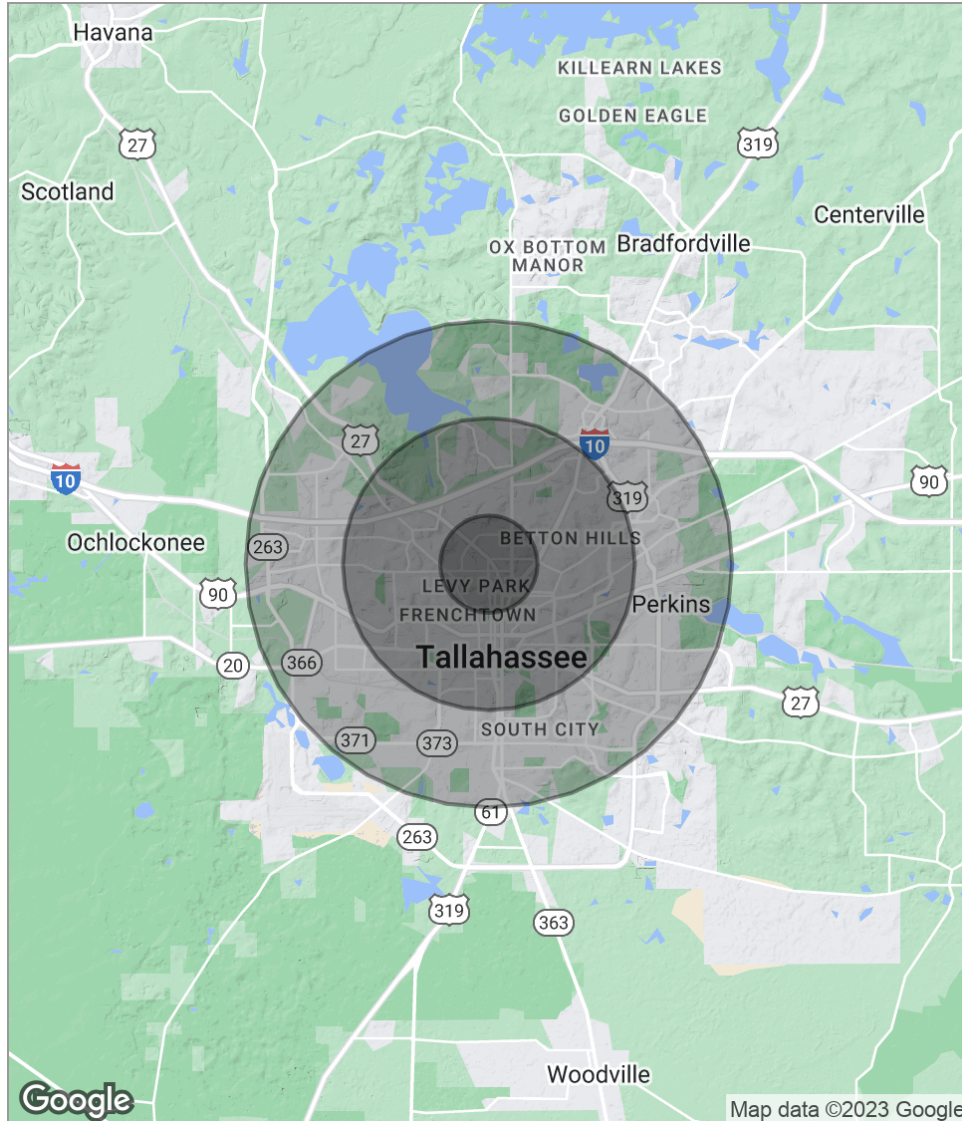 Havana
KILLEARN LAKES
GOLDEN EAGLE
27
319
Scotland
Centerville
OX BOTTOM
MANOR
Bradfordville
27
10
10
90
319
Ochlockonee
263
BETTON HILLS
90
LEVY PARK
FRENCHTOWN
Perkins
Tallahassee
20
366
27
SOUTH CITY
371
373
61
263
319
363
Woodville
Google
Map data ©2023 Google